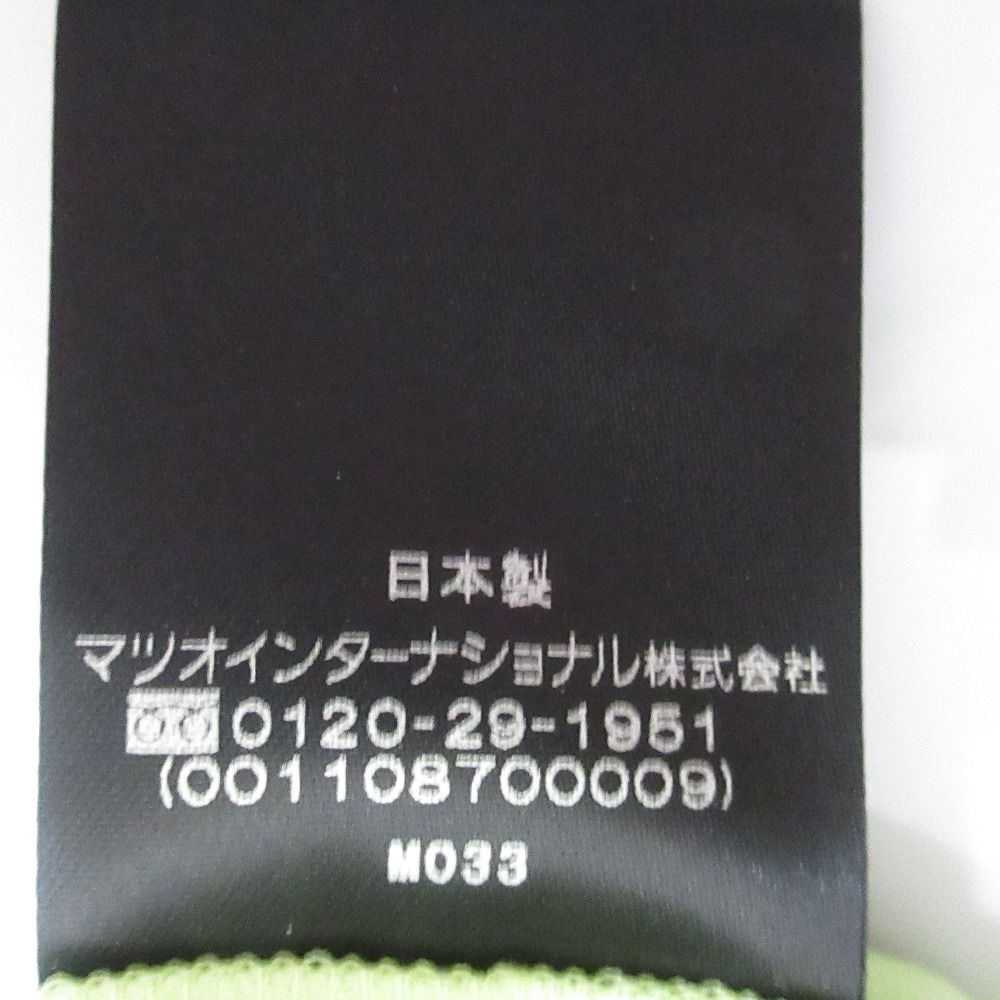 日本製
マツオインターナショナル株式会社
0120-29-1951
(001108700009)
M033